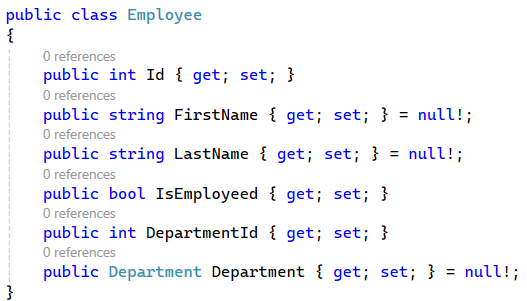 public class Employee
{
0 references
public int Id { get; set; }
0 references
public string FirstName { get; set; } = null!;
0 references
public string LastName { get; set; } = null!;
0 references
public bool IsEmployeed { get; set; }
0 references
public int DepartmentId { get; set; }
0 references
public Department Department { get; set; } = null!;
}